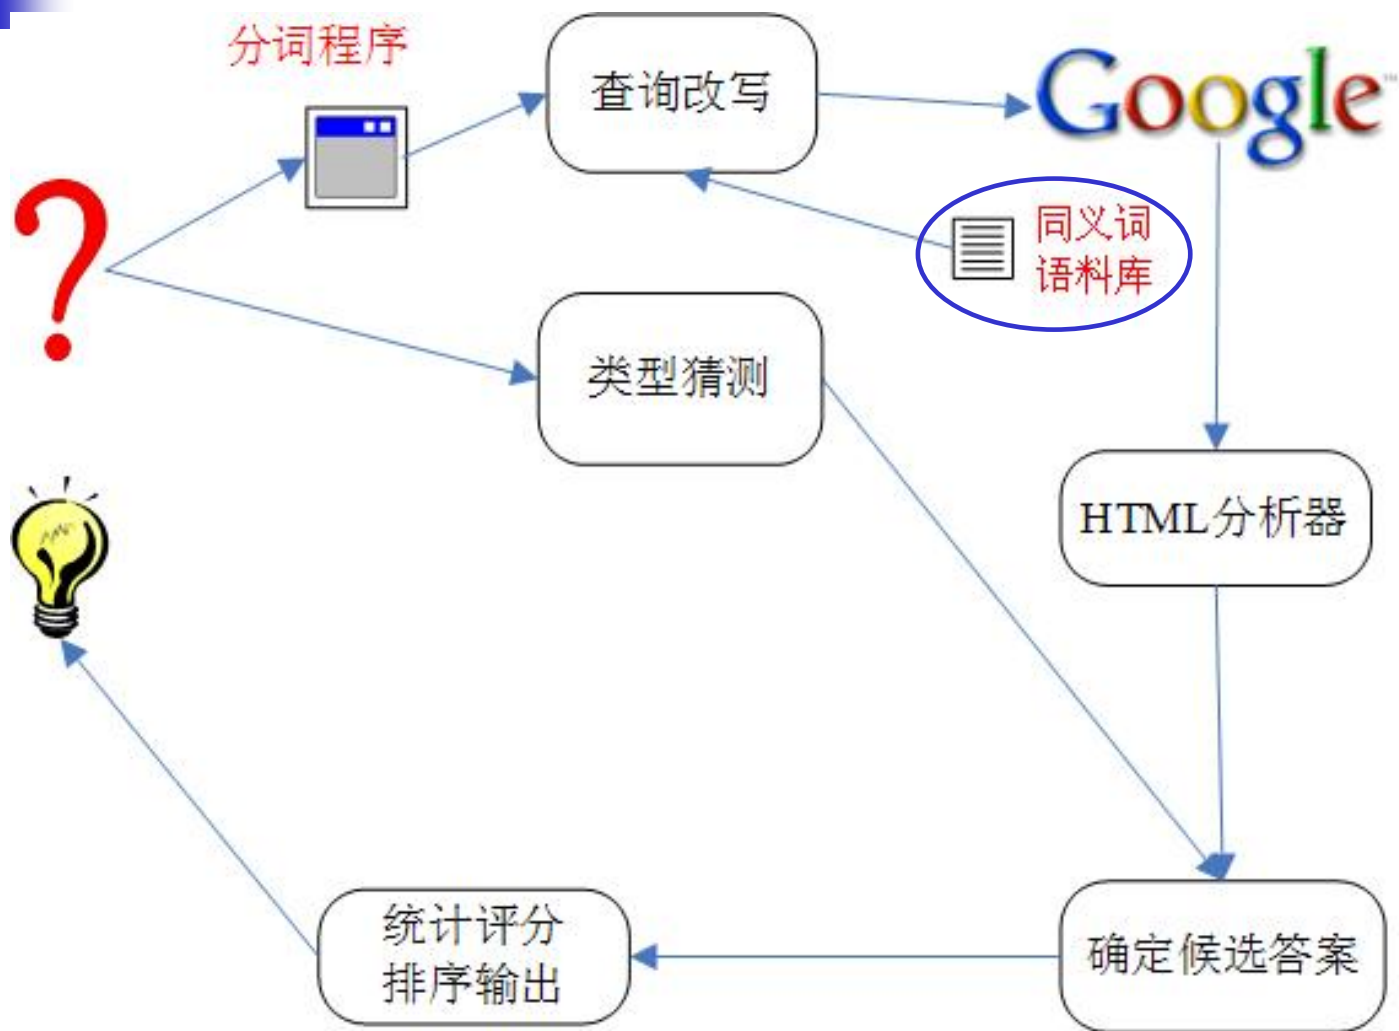 分词程序
查询改写
Google™
同义词
语料库
类型猜测
HTML分析器
统计评分
排序输出
确定候选答案